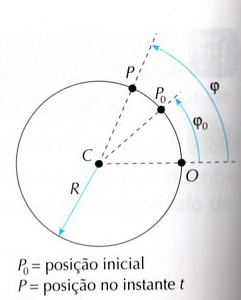 P
P₀
φ
φ₀
C
O
R
P₀ = posição inicial
P = posição no instante t